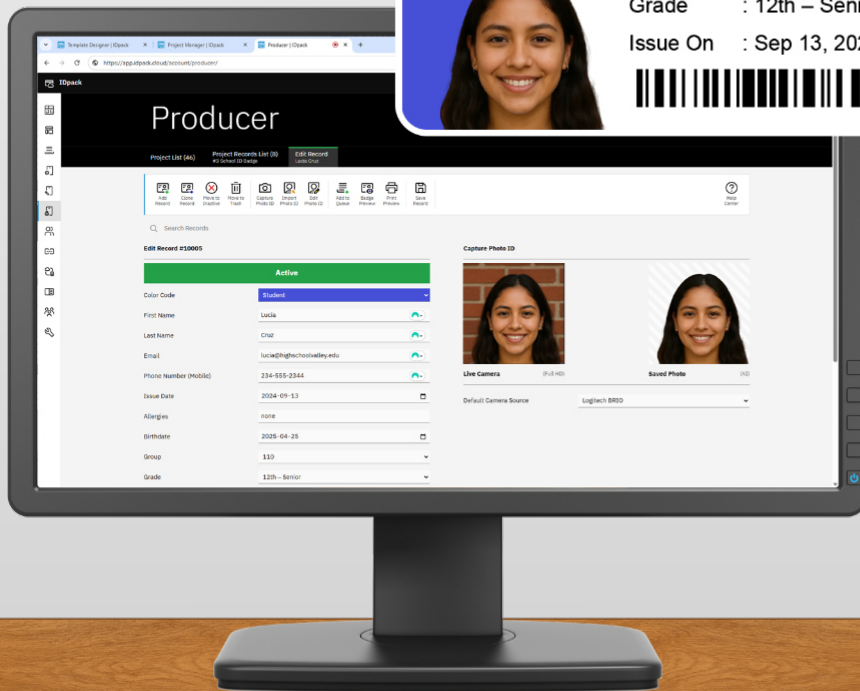 Grade : 12th – Seni
Issue On : Sep 13, 202
Template Designer | IDpack
Project Manager | IDpack
Producer | IDpack
https://app.idpack.cloud/account/producer/
IDpack
Producer
Project List (46)
Project Records List (8)
#3 School ID Badge
Edit Record
Lucia Cruz
Add Record
Clone Record
Move to Inactive
Move to Trash
Capture Photo ID
Import Photo ID
Edit Photo ID
Add to Queue
Badge Preview
Print Preview
Save Record
Help Center
Search Records
Edit Record #10005
Capture Photo ID
Active
Color Code Student
First Name Lucia
Last Name Cruz
Email lucia@highschoolvalley.edu
Phone Number (Mobile) 234-555-2344
Issue Date 2024-09-13
Allergies none
Birthdate 2025-04-25
Group 110
Grade 12th – Senior
Live Camera (Full HD)
Saved Photo
Default Camera Source Logitech BRIO